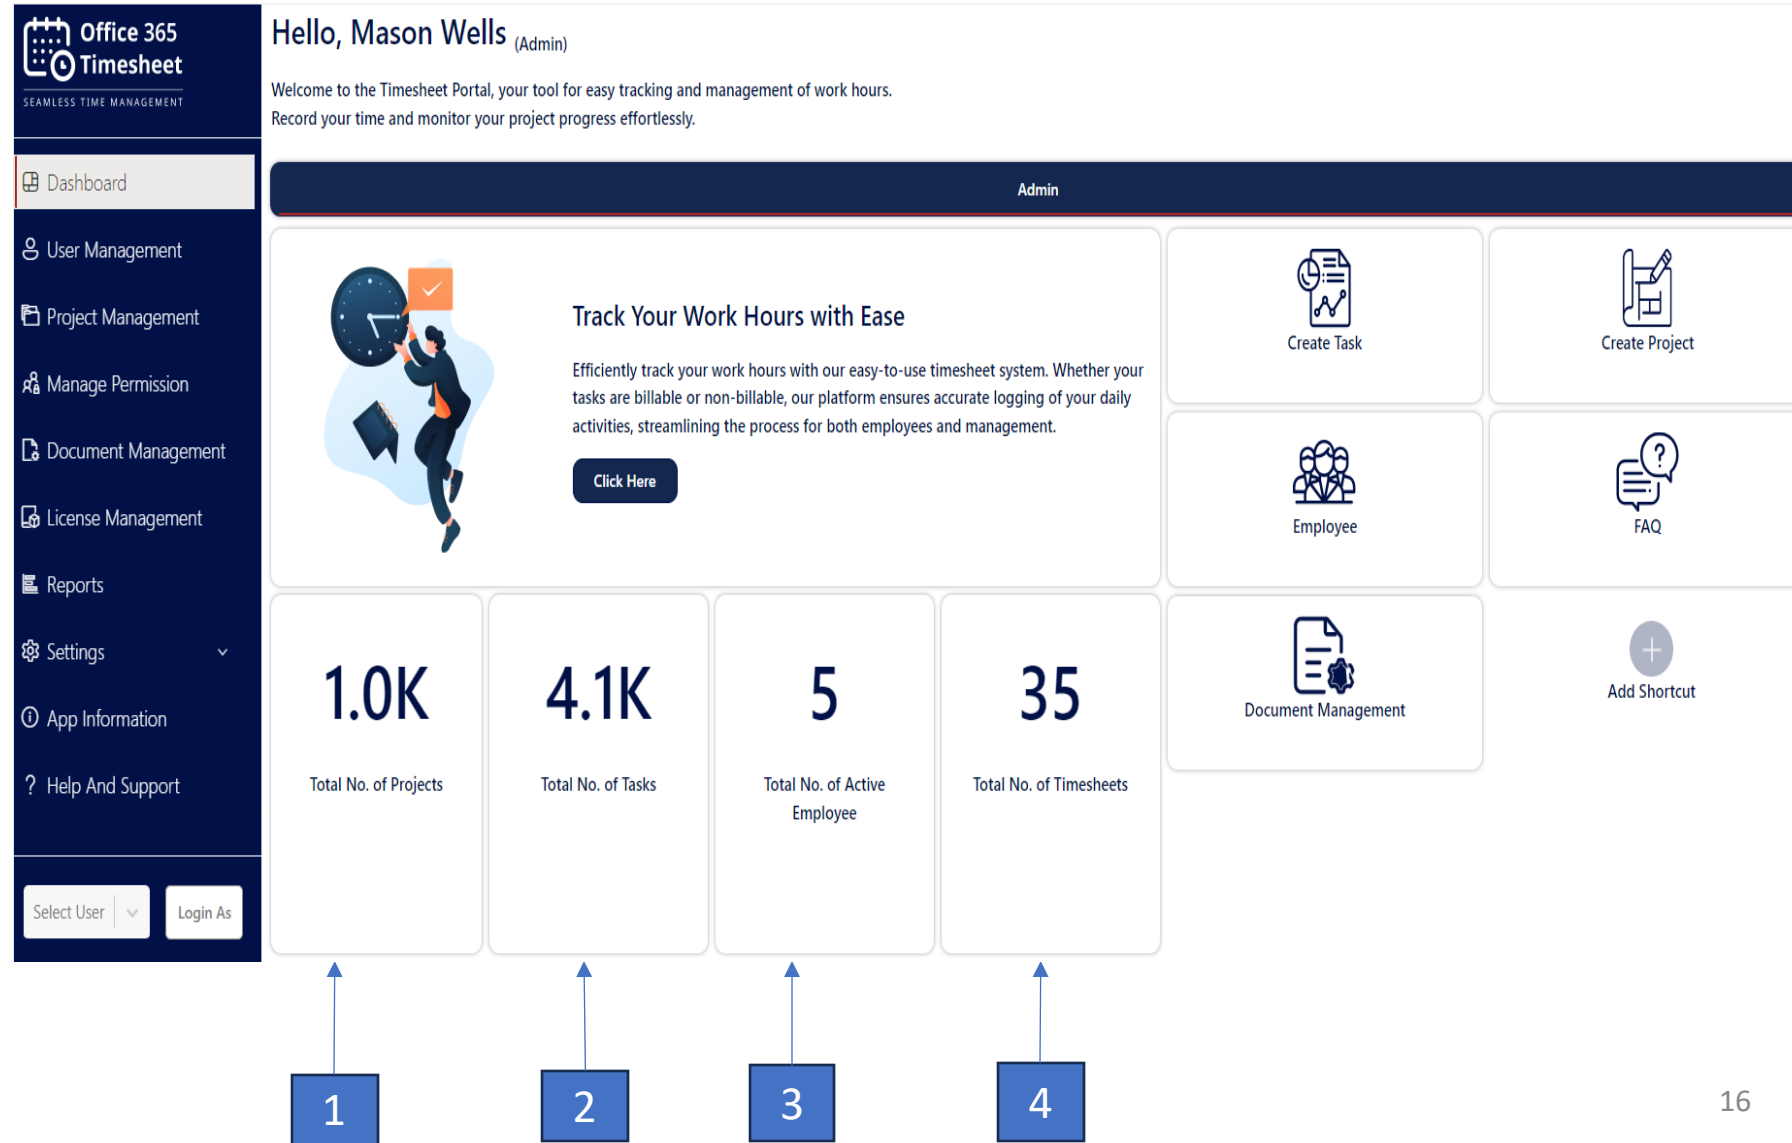 Office 365
Timesheet
SEAMLESS TIME MANAGEMENT
Dashboard
User Management
Project Management
Manage Permission
Document Management
License Management
Reports
Settings
App Information
? Help And Support
Select User
Login As
Hello, Mason Wells (Admin)
Welcome to the Timesheet Portal, your tool for easy tracking and management of work hours.
Record your time and monitor your project progress effortlessly.
Admin
Track Your Work Hours with Ease
Efficiently track your work hours with our easy-to-use timesheet system. Whether your
tasks are billable or non-billable, our platform ensures accurate logging of your daily
activities, streamlining the process for both employees and management.
Click Here
Create Task
Create Project
Employee
?
FAQ
1.0K
Total No. of Projects
4.1K
Total No. of Tasks
5
Total No. of Active
Employee
35
Total No. of Timesheets
Document Management
Add Shortcut
1
2
3
4
16